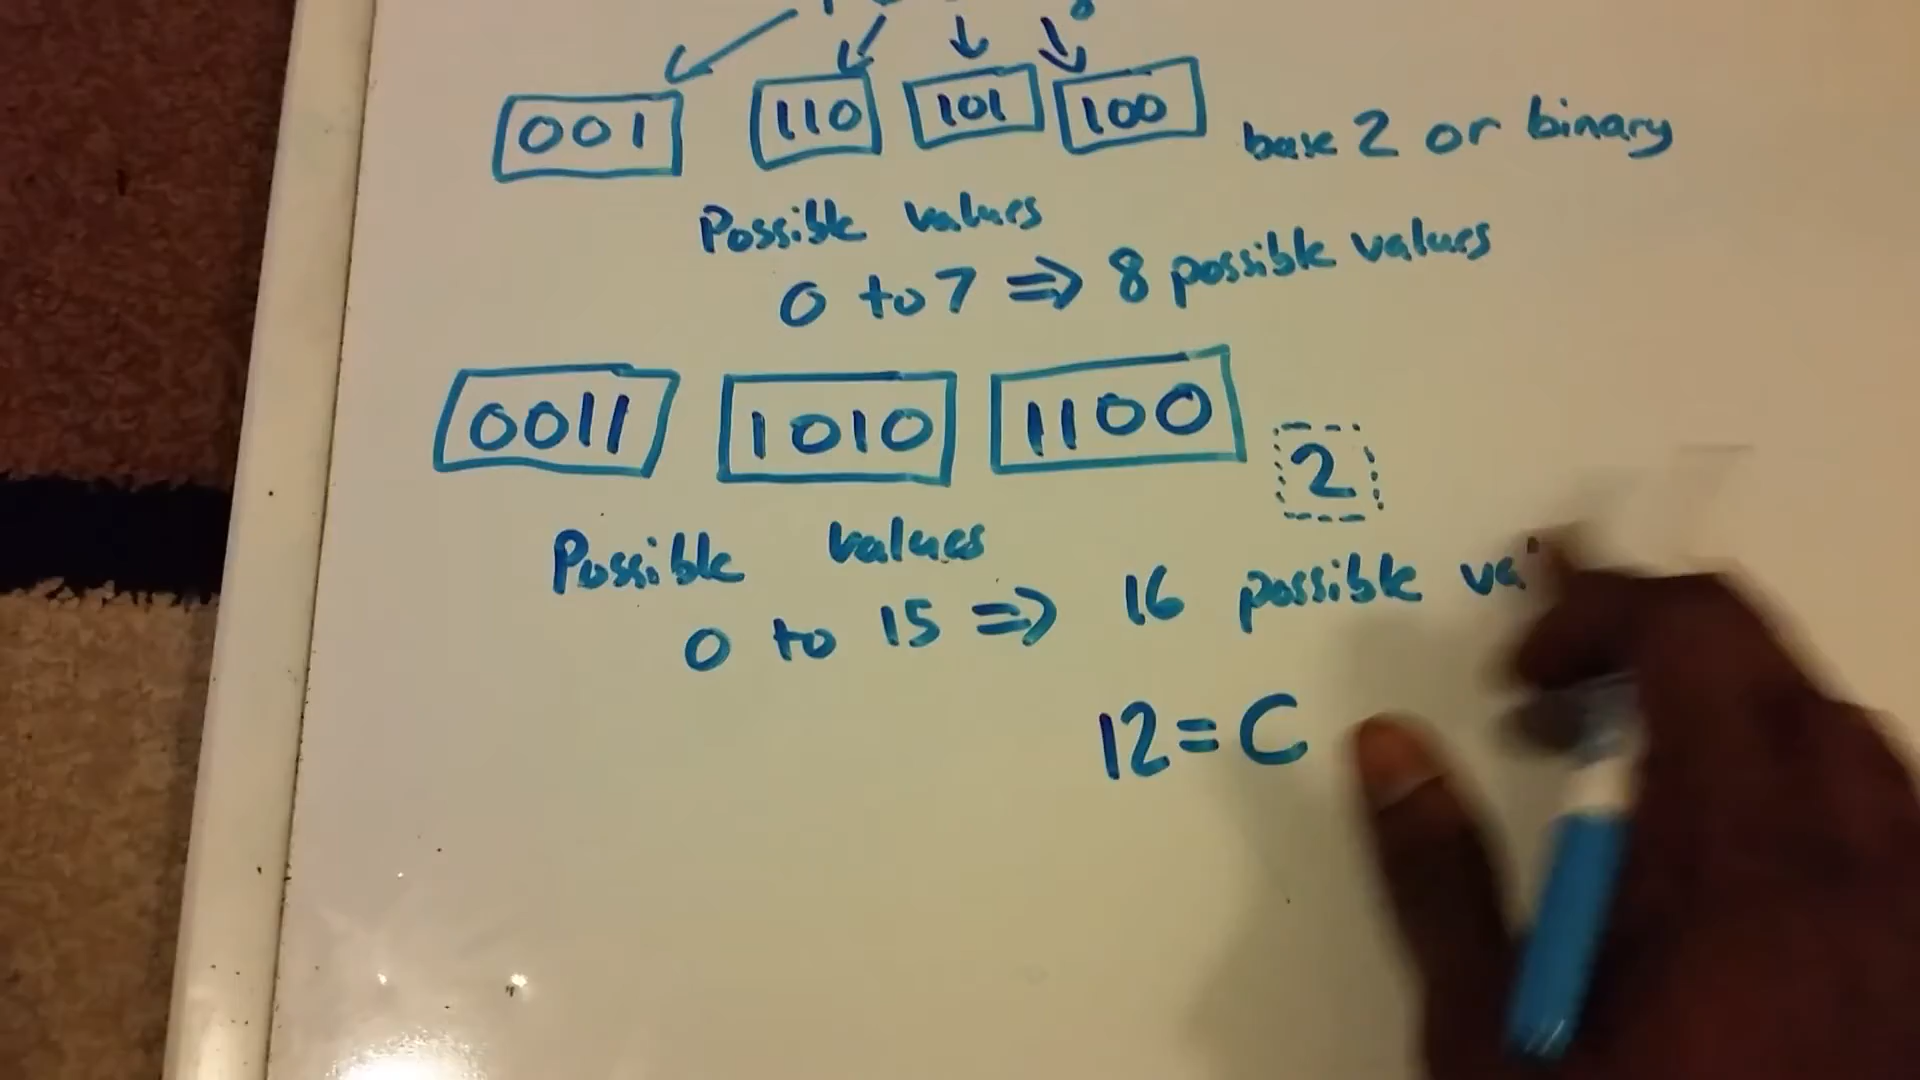 001 110 101 100 base 2 or binary
Possible values
0 to 7 ⇒ 8 possible values
0011 1010 1100 2
Possible values
0 to 15 ⇒ 16 possible va
12 = C